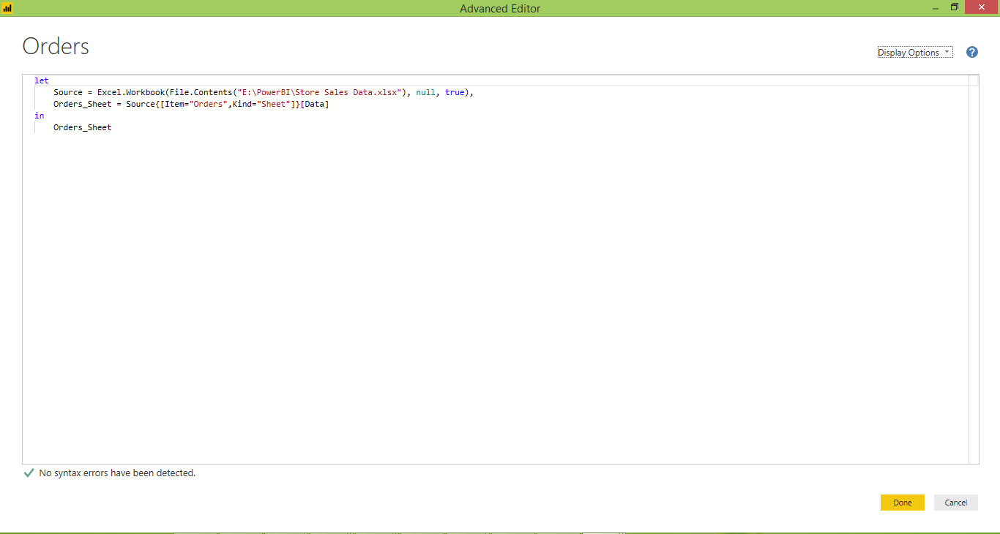 Advanced Editor
Orders
Display Options
?
let
Source = Excel.Workbook(File.Contents("E:\PowerBI\Store Sales Data.xlsx"), null, true),
Orders_Sheet = Source{[Item="Orders",Kind="Sheet"]}[Data]
in
Orders_Sheet
No syntax errors have been detected.
Done Cancel